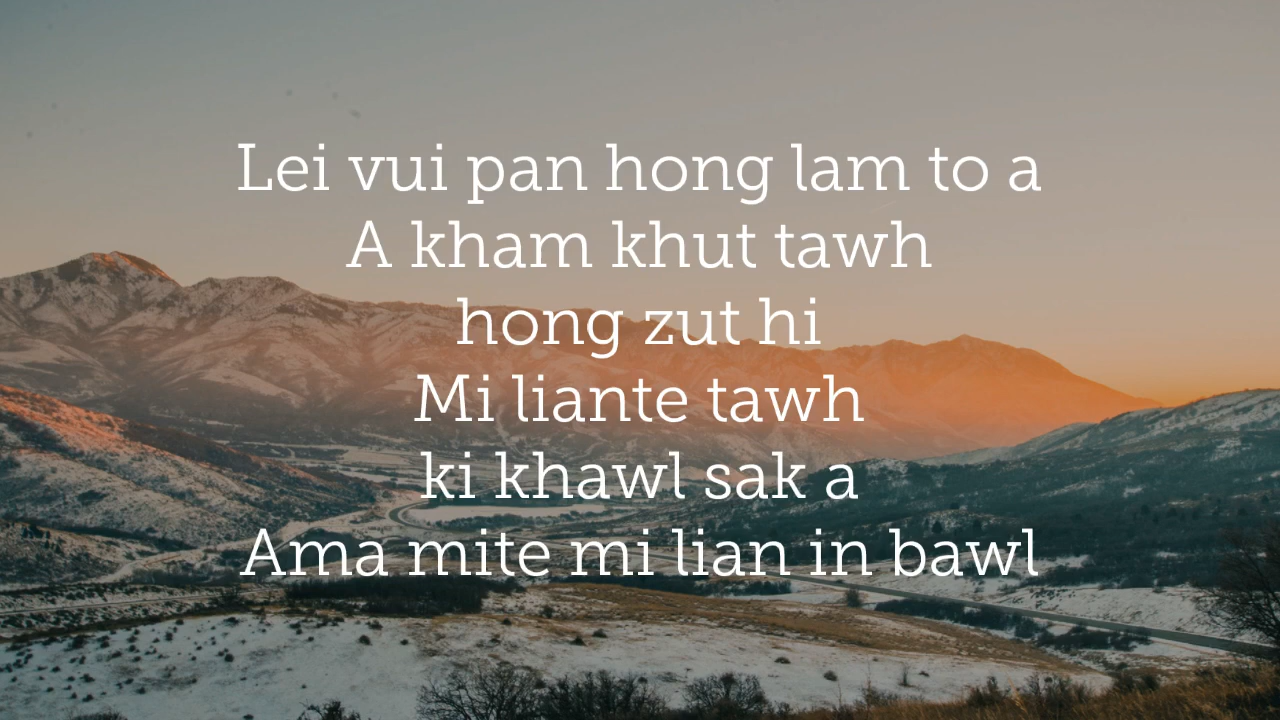 Lei vui pan hong lam to a
A kham khut tawh
hong zut hi
Mi liante tawh
ki khawl sak a
Ama mite mi lian in bawl